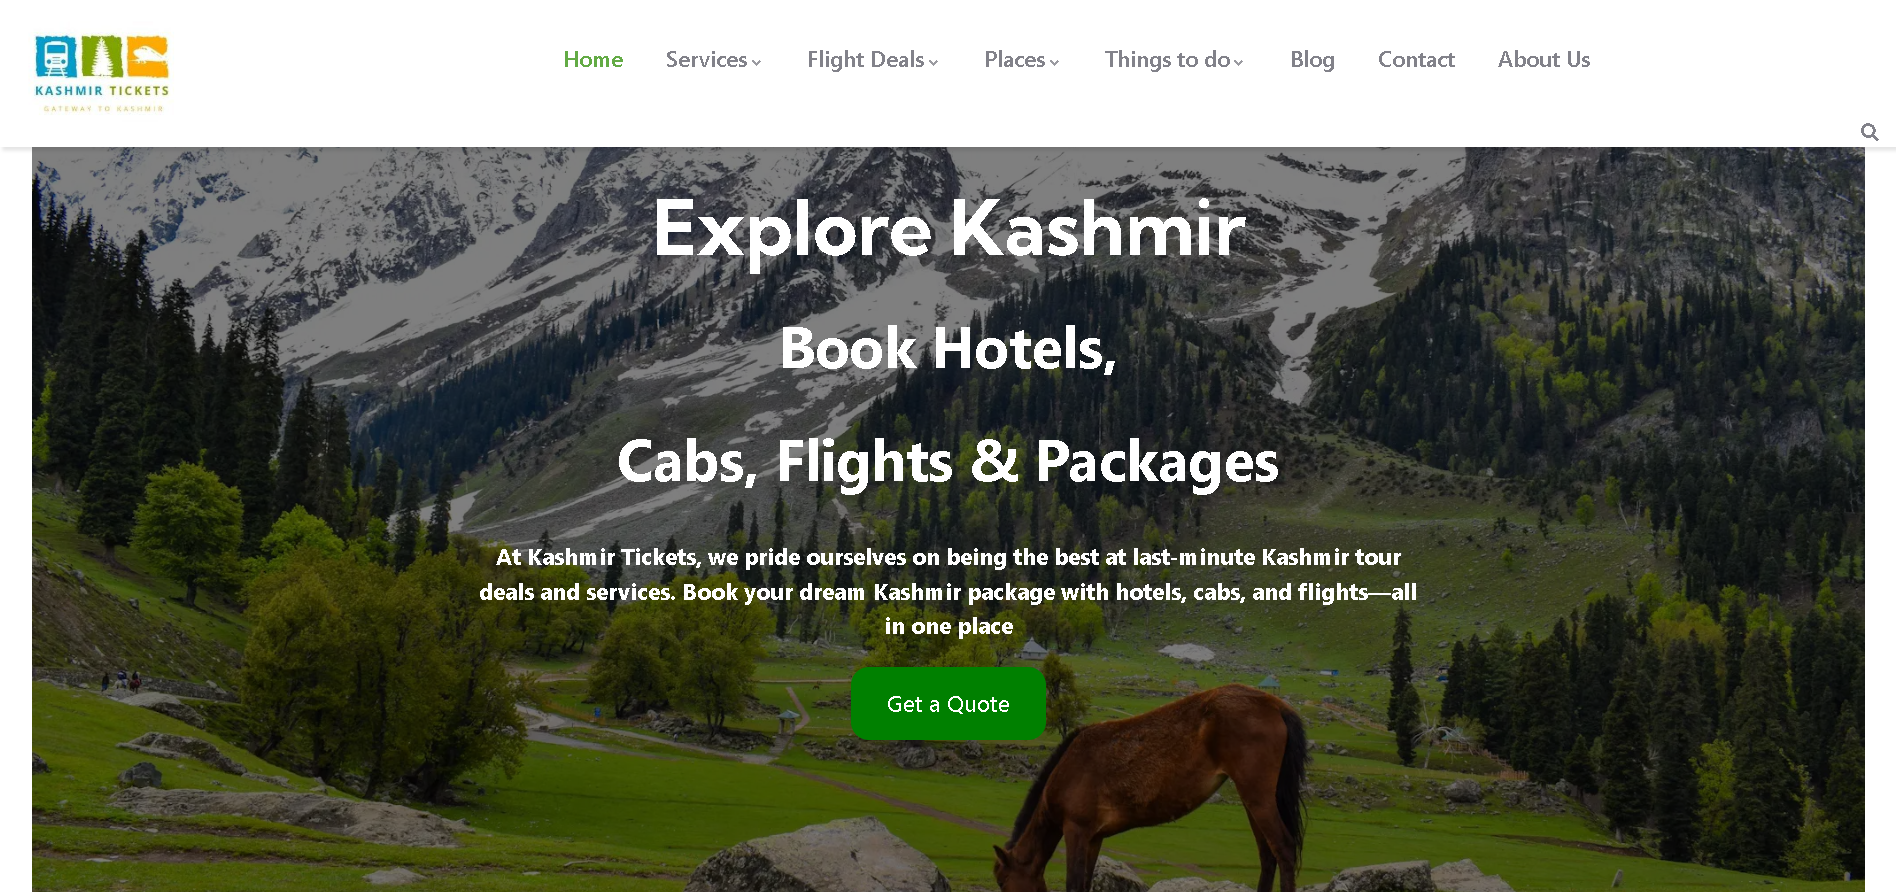 KASHMIR TICKETS
GATEWAY TO KASHMIR
Home Services Flight Deals Places Things to do Blog Contact About Us
Explore Kashmir
Book Hotels,
Cabs, Flights & Packages
At Kashmir Tickets, we pride ourselves on being the best at last-minute Kashmir tour
deals and services. Book your dream Kashmir package with hotels, cabs, and flights—all
in one place
Get a Quote